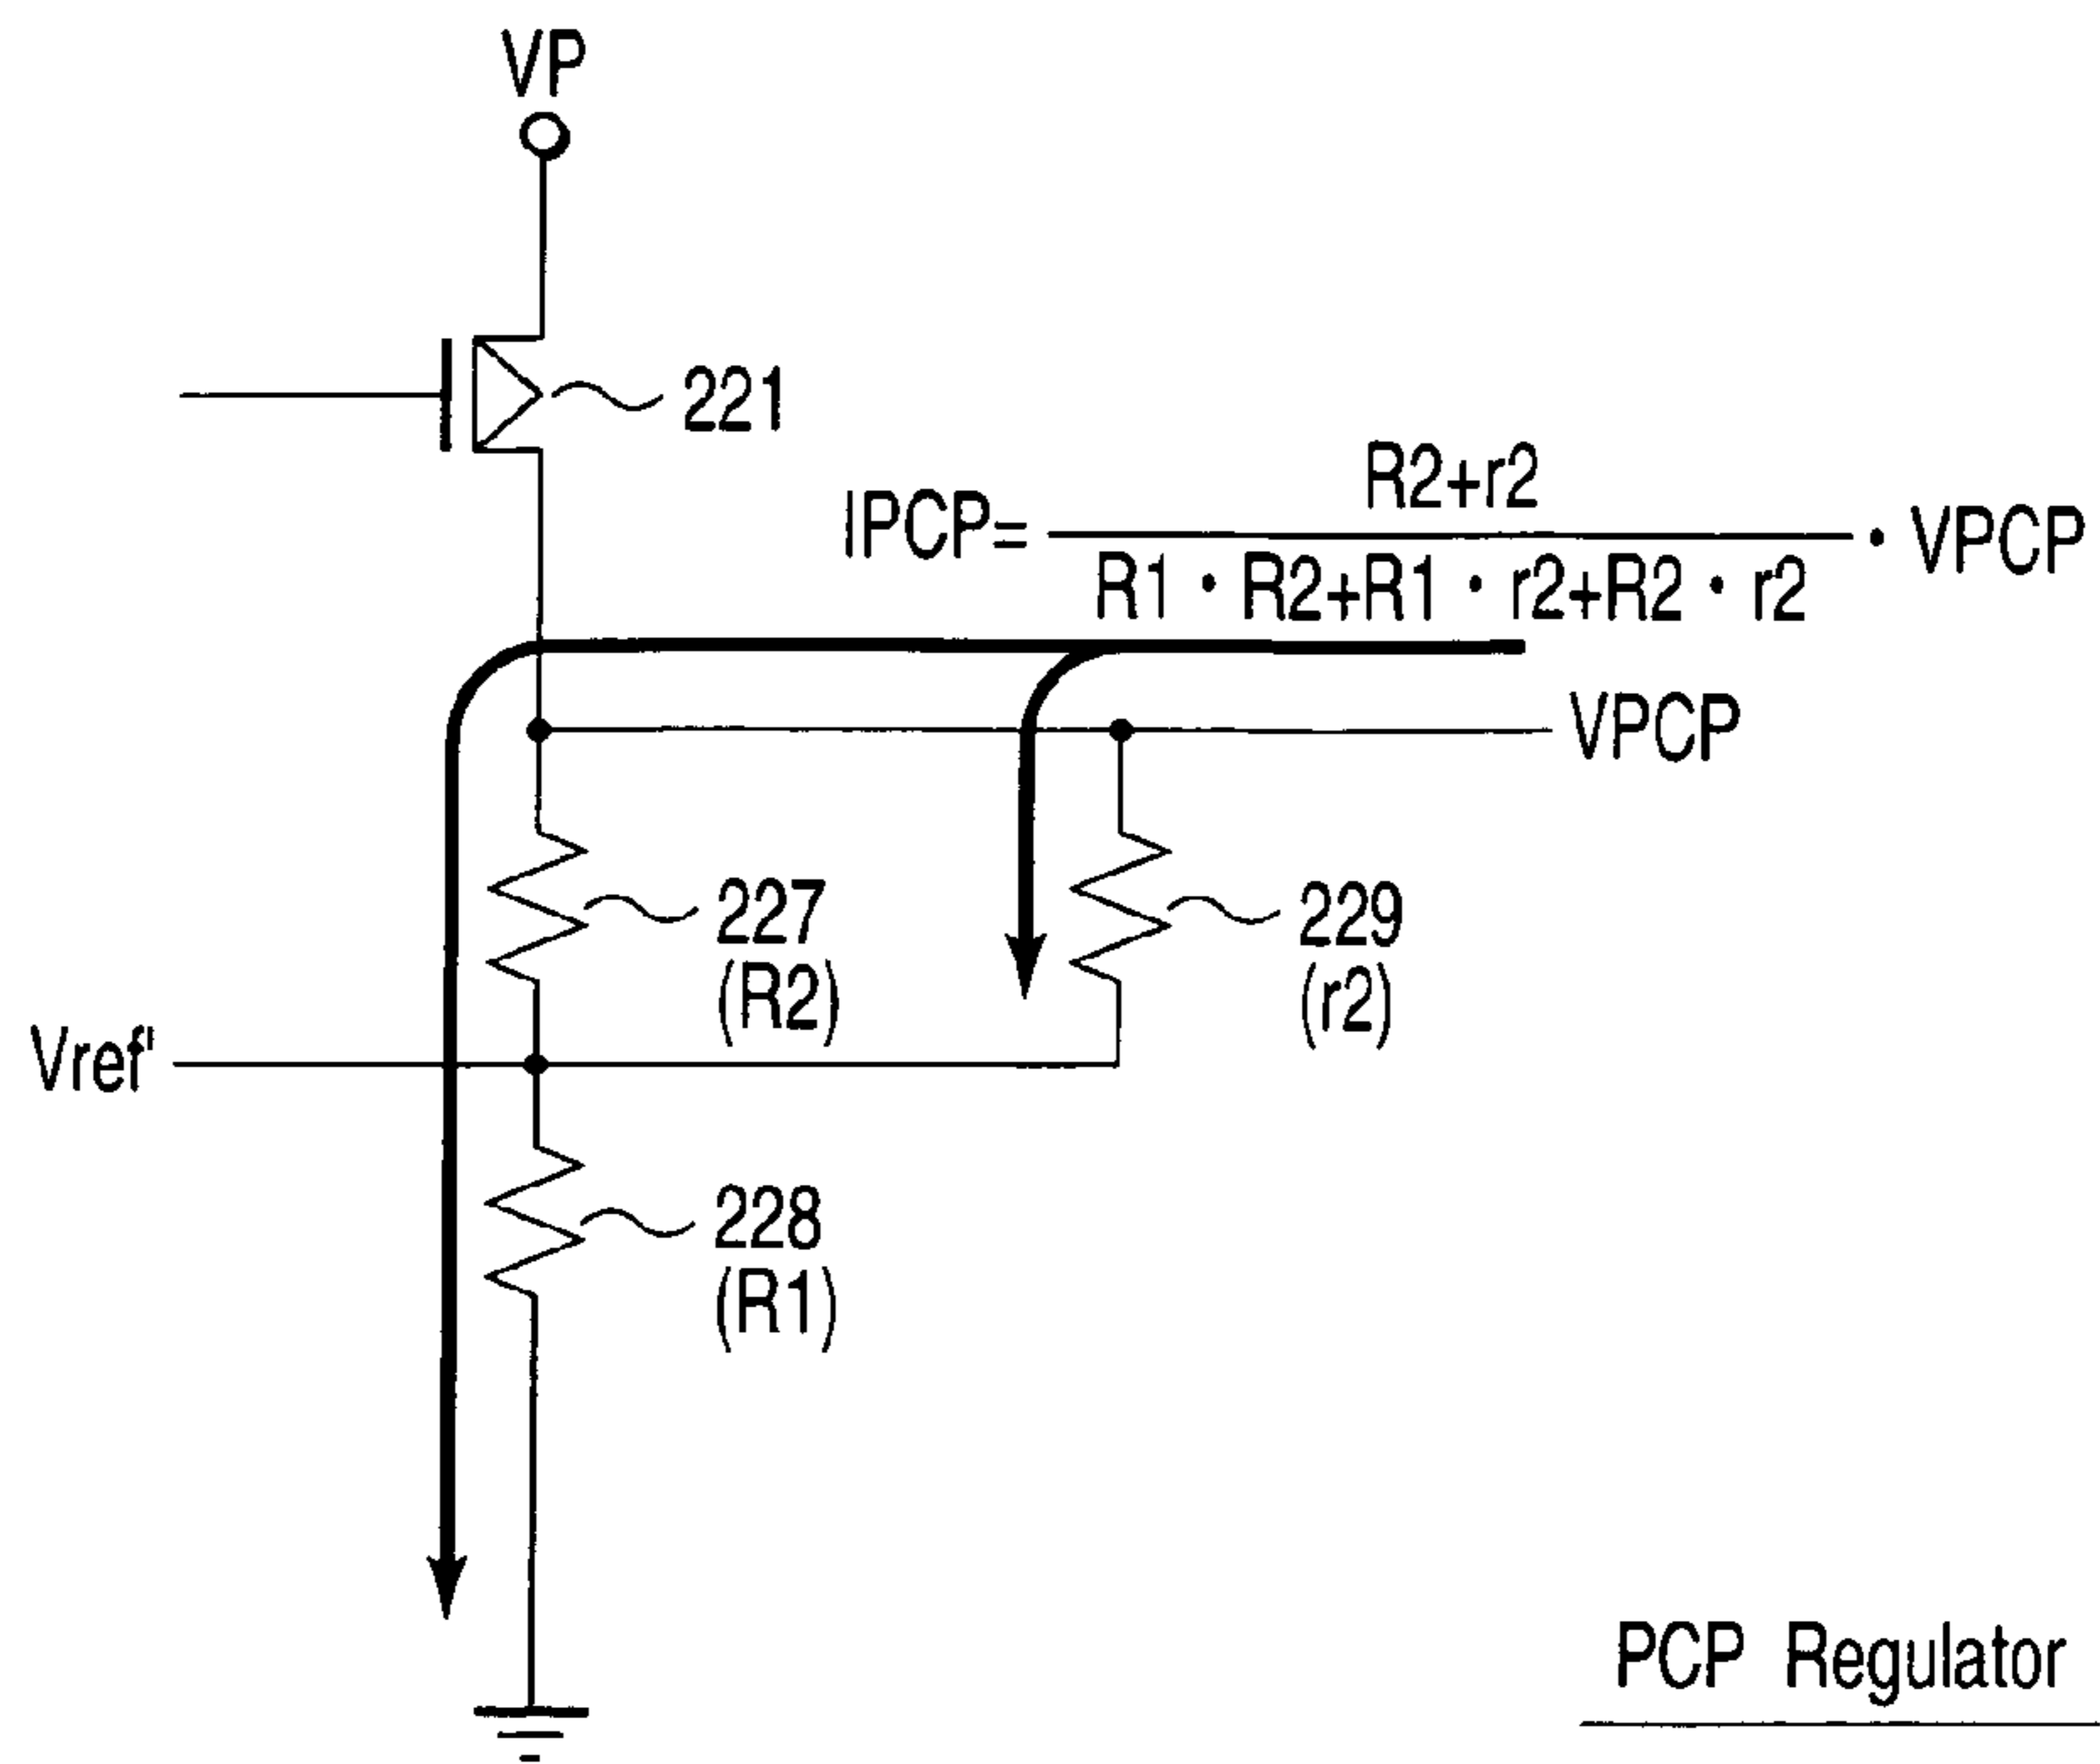 VP
221
IPCP= R2+r2 / R1・R2+R1・r2+R2・r2 ・VPCP
VPCP
227
(R2)
229
(r2)
Vref'
228
(R1)
PCP Regulator